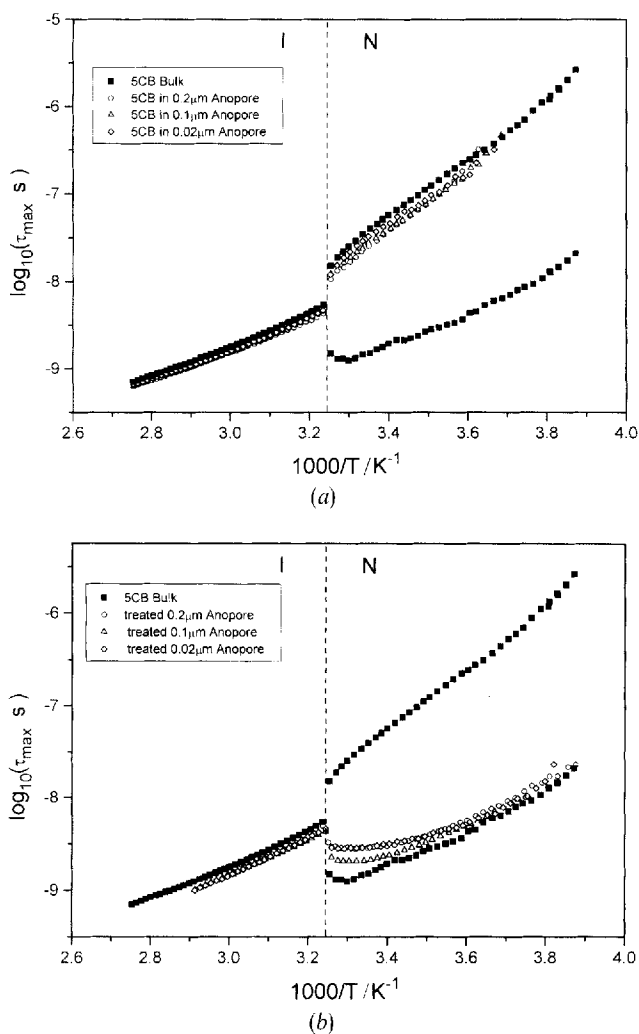 I N
5CB Bulk
5CB in 0.2μm Anopore
5CB in 0.1μm Anopore
5CB in 0.02μm Anopore
log₁₀(τmax s)
-5
-6
-7
-8
-9
2.6 2.8 3.0 3.2 3.4 3.6 3.8 4.0
1000/T /K⁻¹
(a)
I N
5CB Bulk
treated 0.2μm Anopore
treated 0.1μm Anopore
treated 0.02μm Anopore
log₁₀(τmax s)
-6
-7
-8
-9
2.6 2.8 3.0 3.2 3.4 3.6 3.8 4.0
1000/T /K⁻¹
(b)